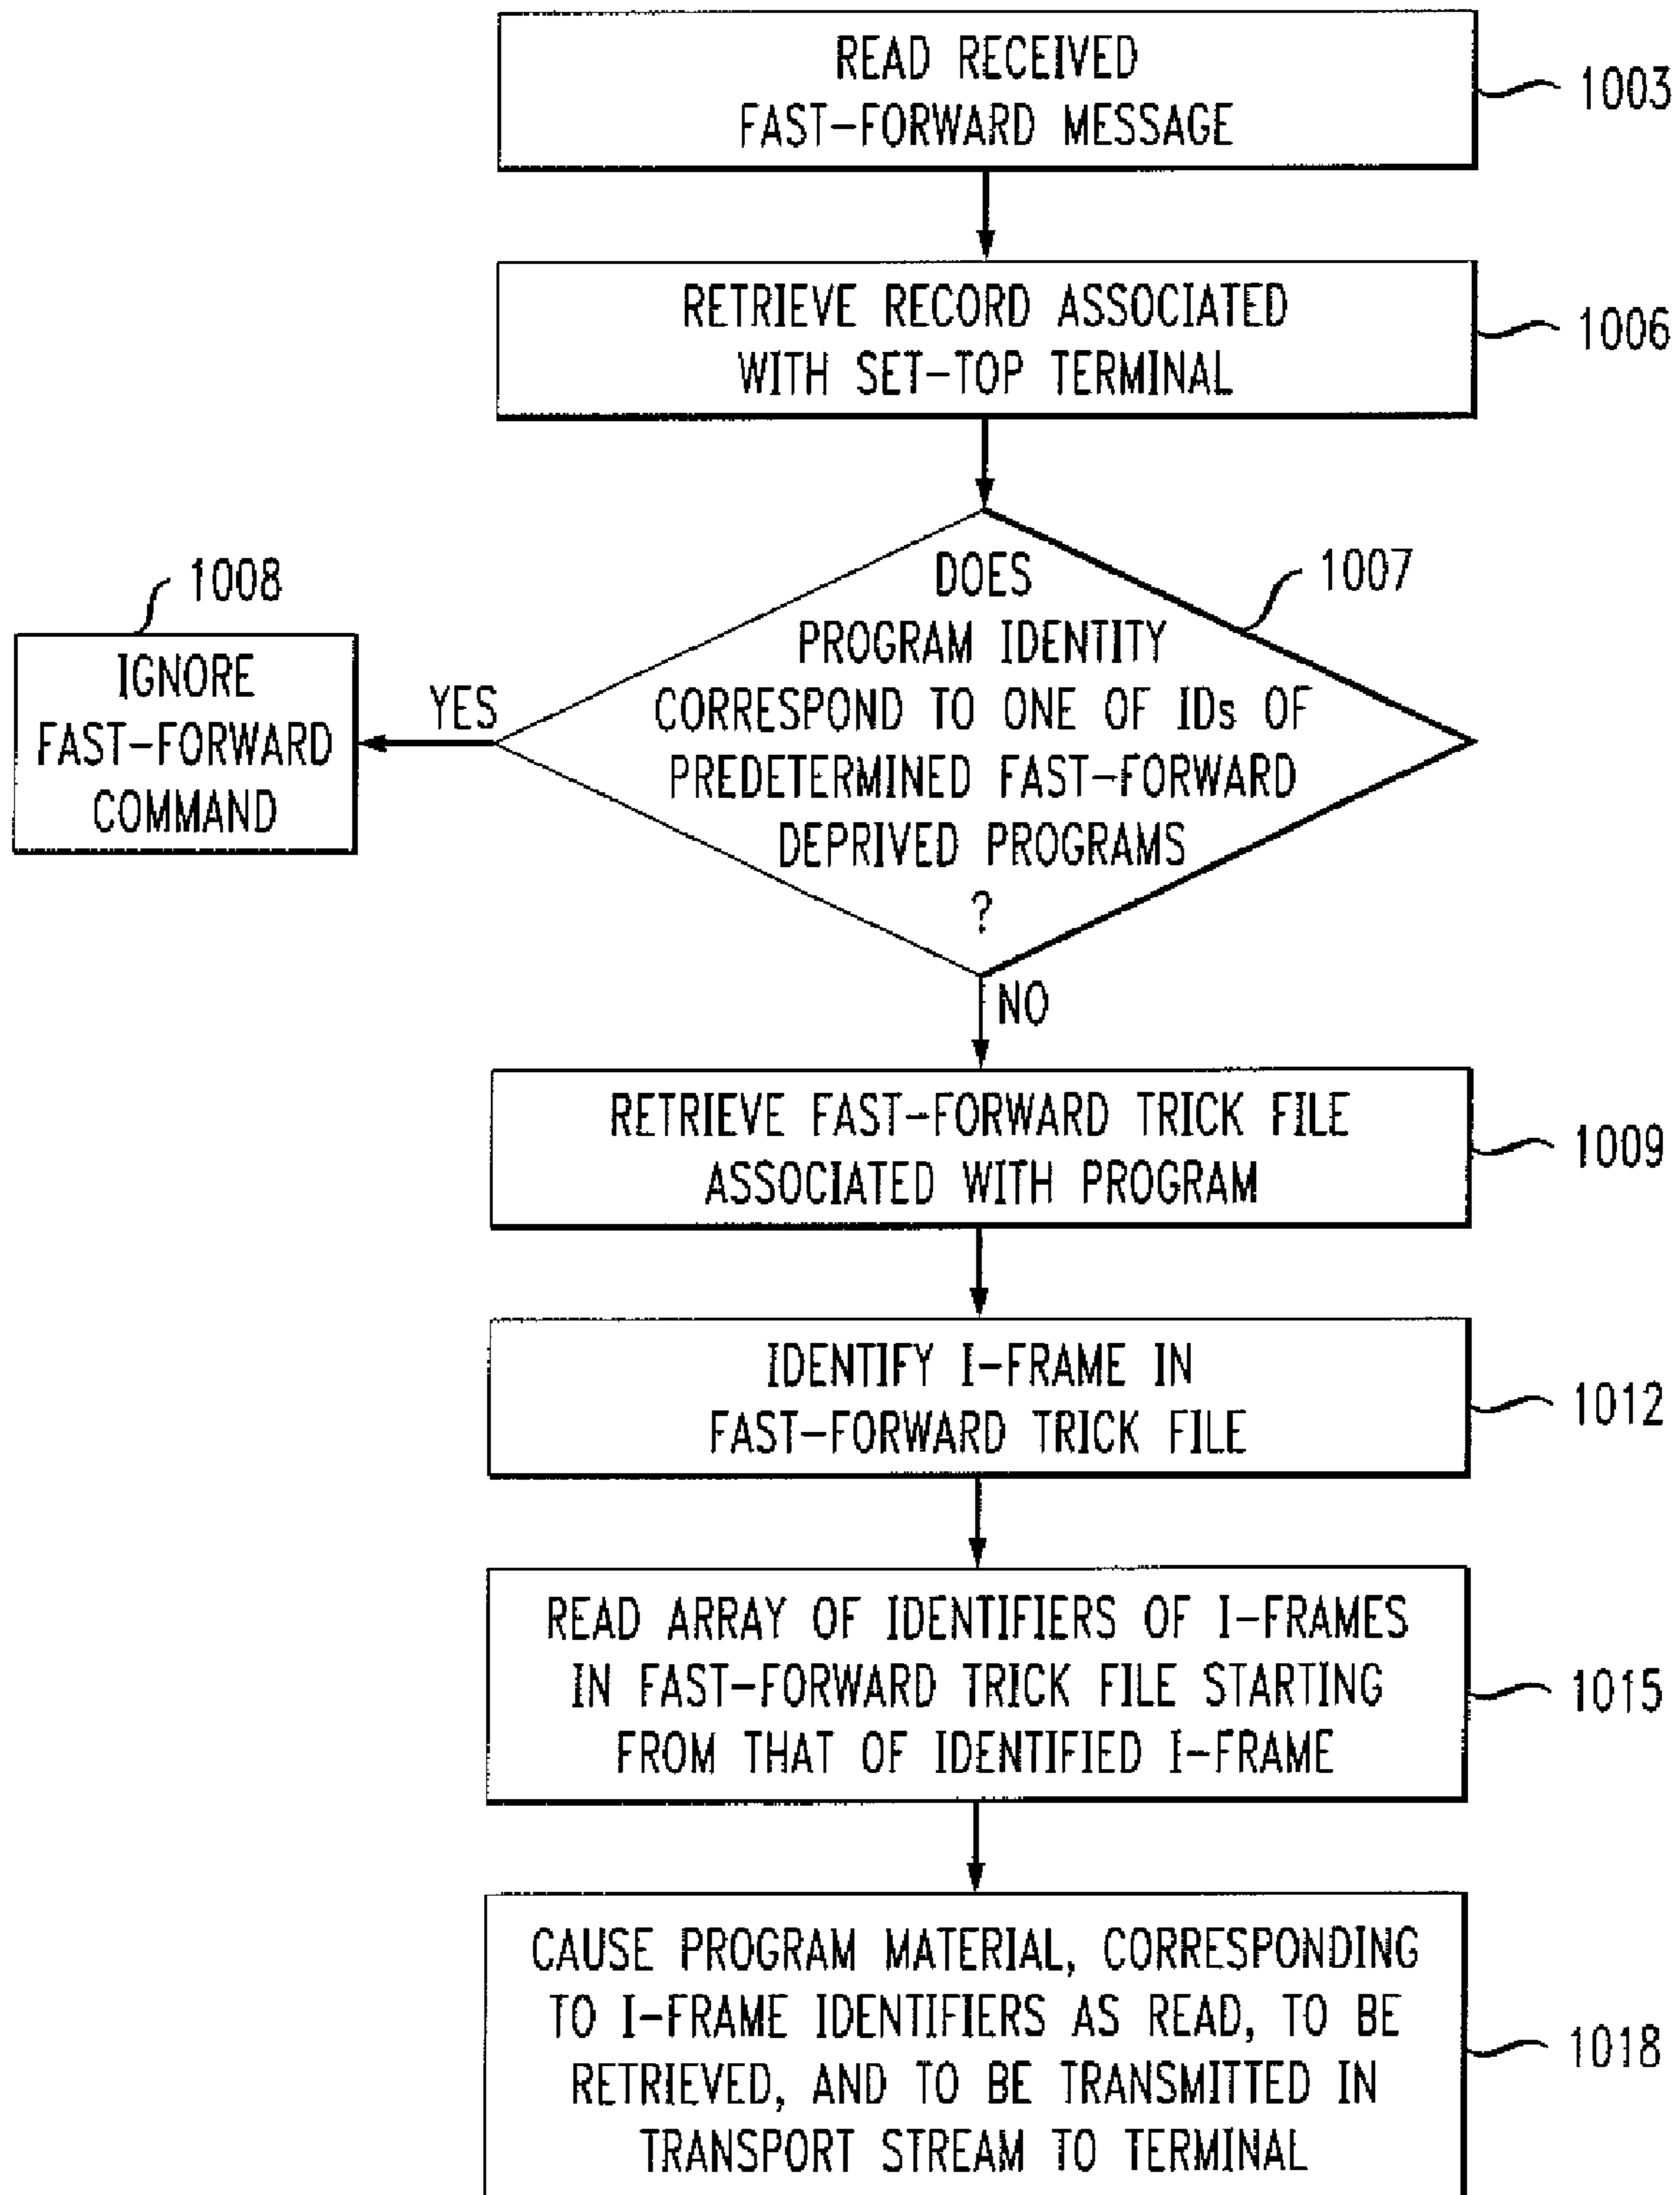 READ RECEIVED
FAST-FORWARD MESSAGE
1003
RETRIEVE RECORD ASSOCIATED
WITH SET-TOP TERMINAL
1006
DOES
PROGRAM IDENTITY
CORRESPOND TO ONE OF IDs OF
PREDETERMINED FAST-FORWARD
DEPRIVED PROGRAMS
?
1007
YES
1008
IGNORE
FAST-FORWARD
COMMAND
NO
RETRIEVE FAST-FORWARD TRICK FILE
ASSOCIATED WITH PROGRAM
1009
IDENTIFY I-FRAME IN
FAST-FORWARD TRICK FILE
1012
READ ARRAY OF IDENTIFIERS OF I-FRAMES
IN FAST-FORWARD TRICK FILE STARTING
FROM THAT OF IDENTIFIED I-FRAME
1015
CAUSE PROGRAM MATERIAL, CORRESPONDING
TO I-FRAME IDENTIFIERS AS READ, TO BE
RETRIEVED, AND TO BE TRANSMITTED IN
TRANSPORT STREAM TO TERMINAL
1018